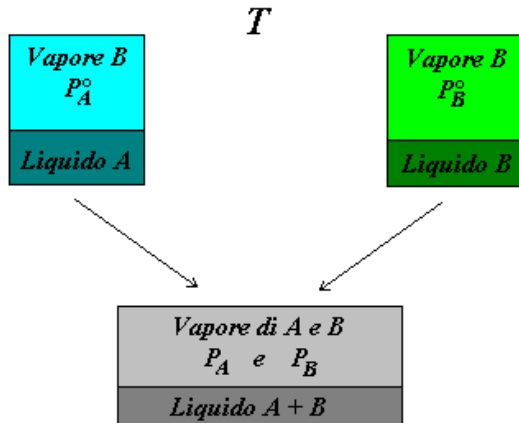 T
Vapore B
P°A
Liquido A
Vapore B
P°B
Liquido B
Vapore di A e B
PA e PB
Liquido A + B